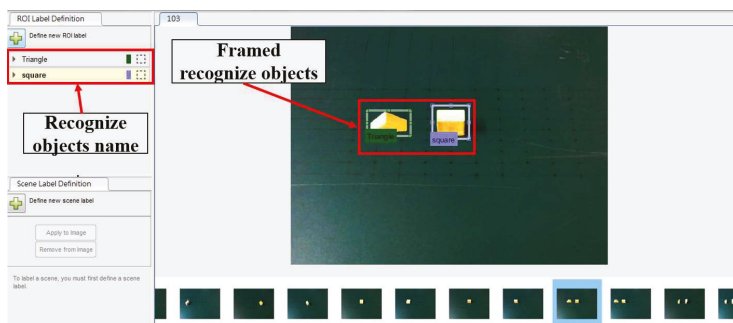 ROI Label Definition
Define new ROI label
Triangle
square
Recognize
objects name
Scene Label Definition
Define new scene label
Apply to Image
Remove from Image
To label a scene, you must first define a scene
label.
103
Framed
recognize objects
Triangle
square